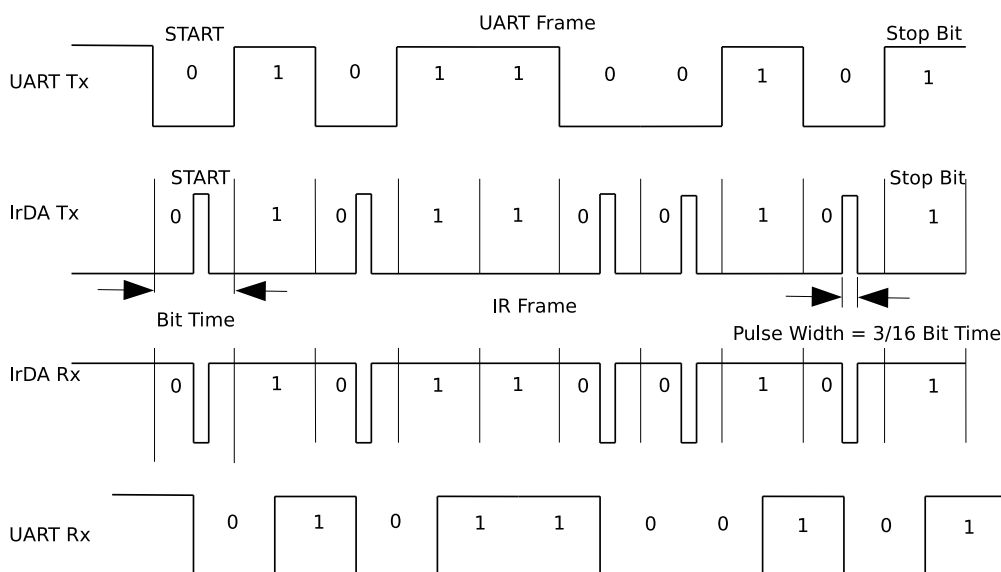 START UART Frame Stop Bit
UART Tx 0 1 0 1 1 0 0 1 0 1
START Stop Bit
IrDA Tx 0 1 0 1 1 0 0 1 0 1
Bit Time IR Frame
Pulse Width = 3/16 Bit Time
IrDA Rx 0 1 0 1 1 0 0 1 0 1
UART Rx 0 1 0 1 1 0 0 1 0 1